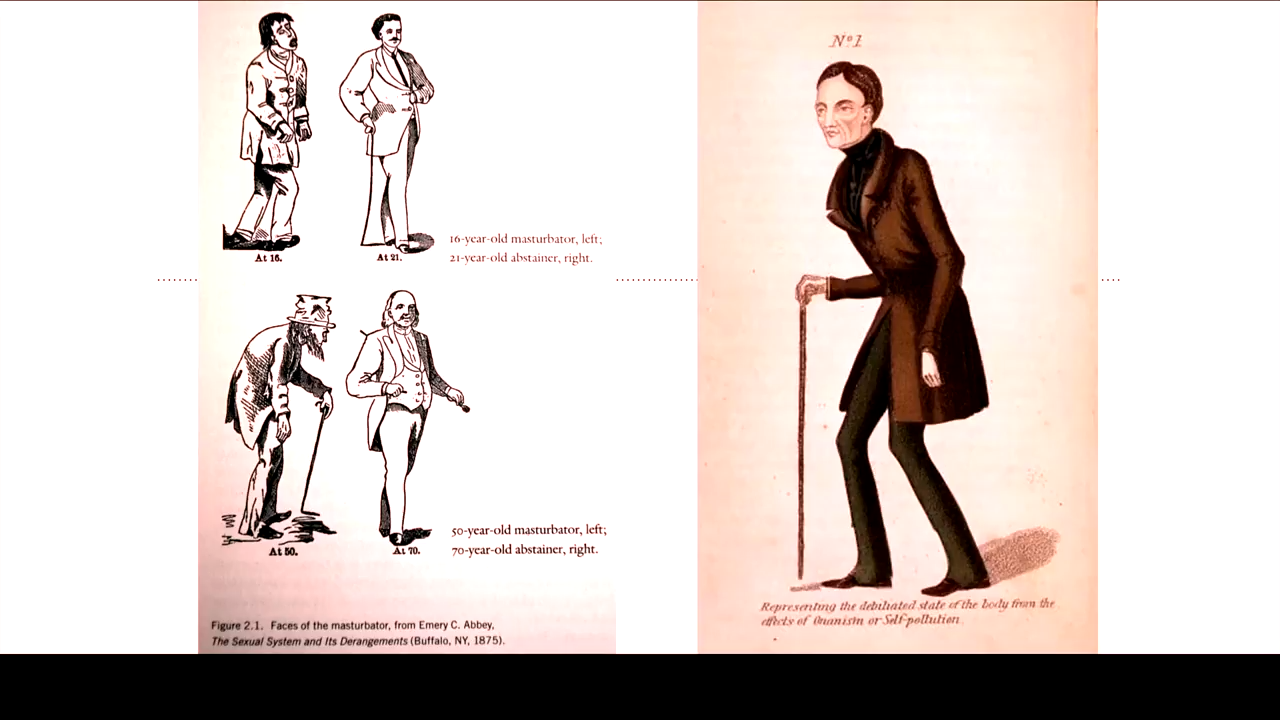 At 16.
At 21.
16-year-old masturbator, left;
21-year-old abstainer, right.
At 50.
At 70.
50-year-old masturbator, left;
70-year-old abstainer, right.
Figure 2.1. Faces of the masturbator, from Emery C. Abbey,
The Sexual System and Its Derangements (Buffalo, NY, 1875).
No 1
Representing the debilitated state of the body from the
effects of Onanism or Self-pollution.